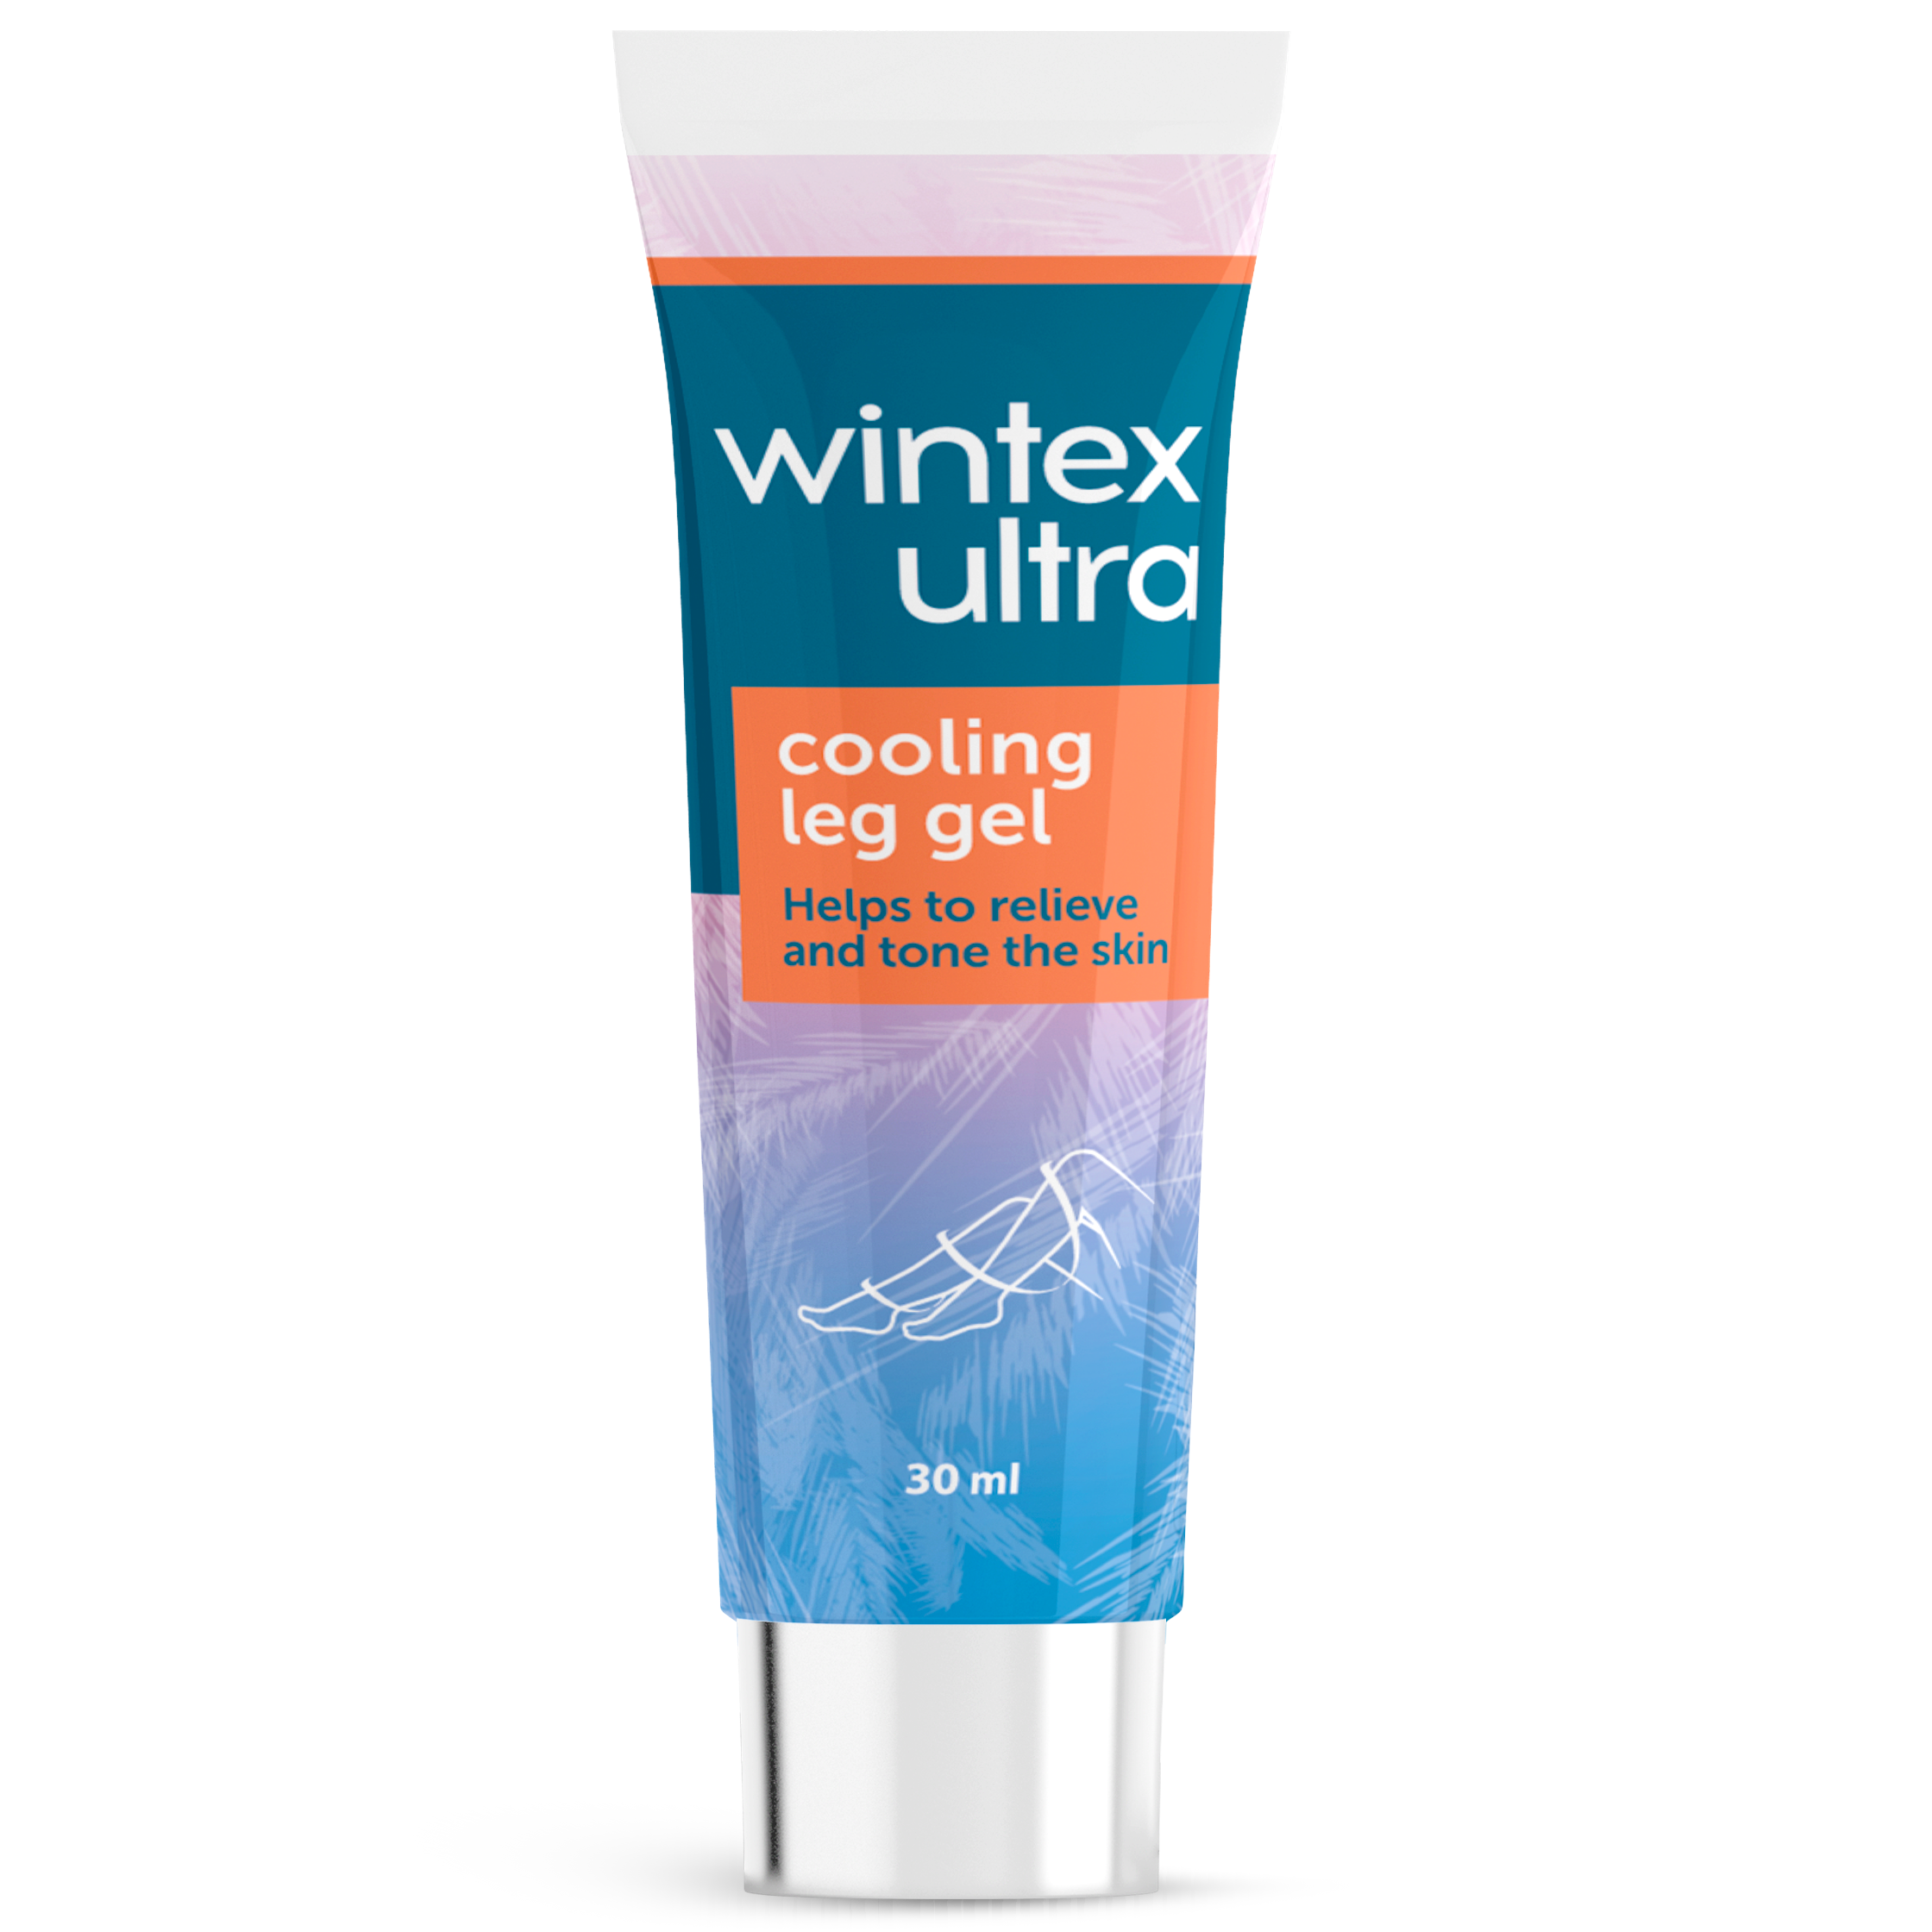 wintex
ultra
cooling
leg gel
Helps to relieve
and tone the skin
30 ml